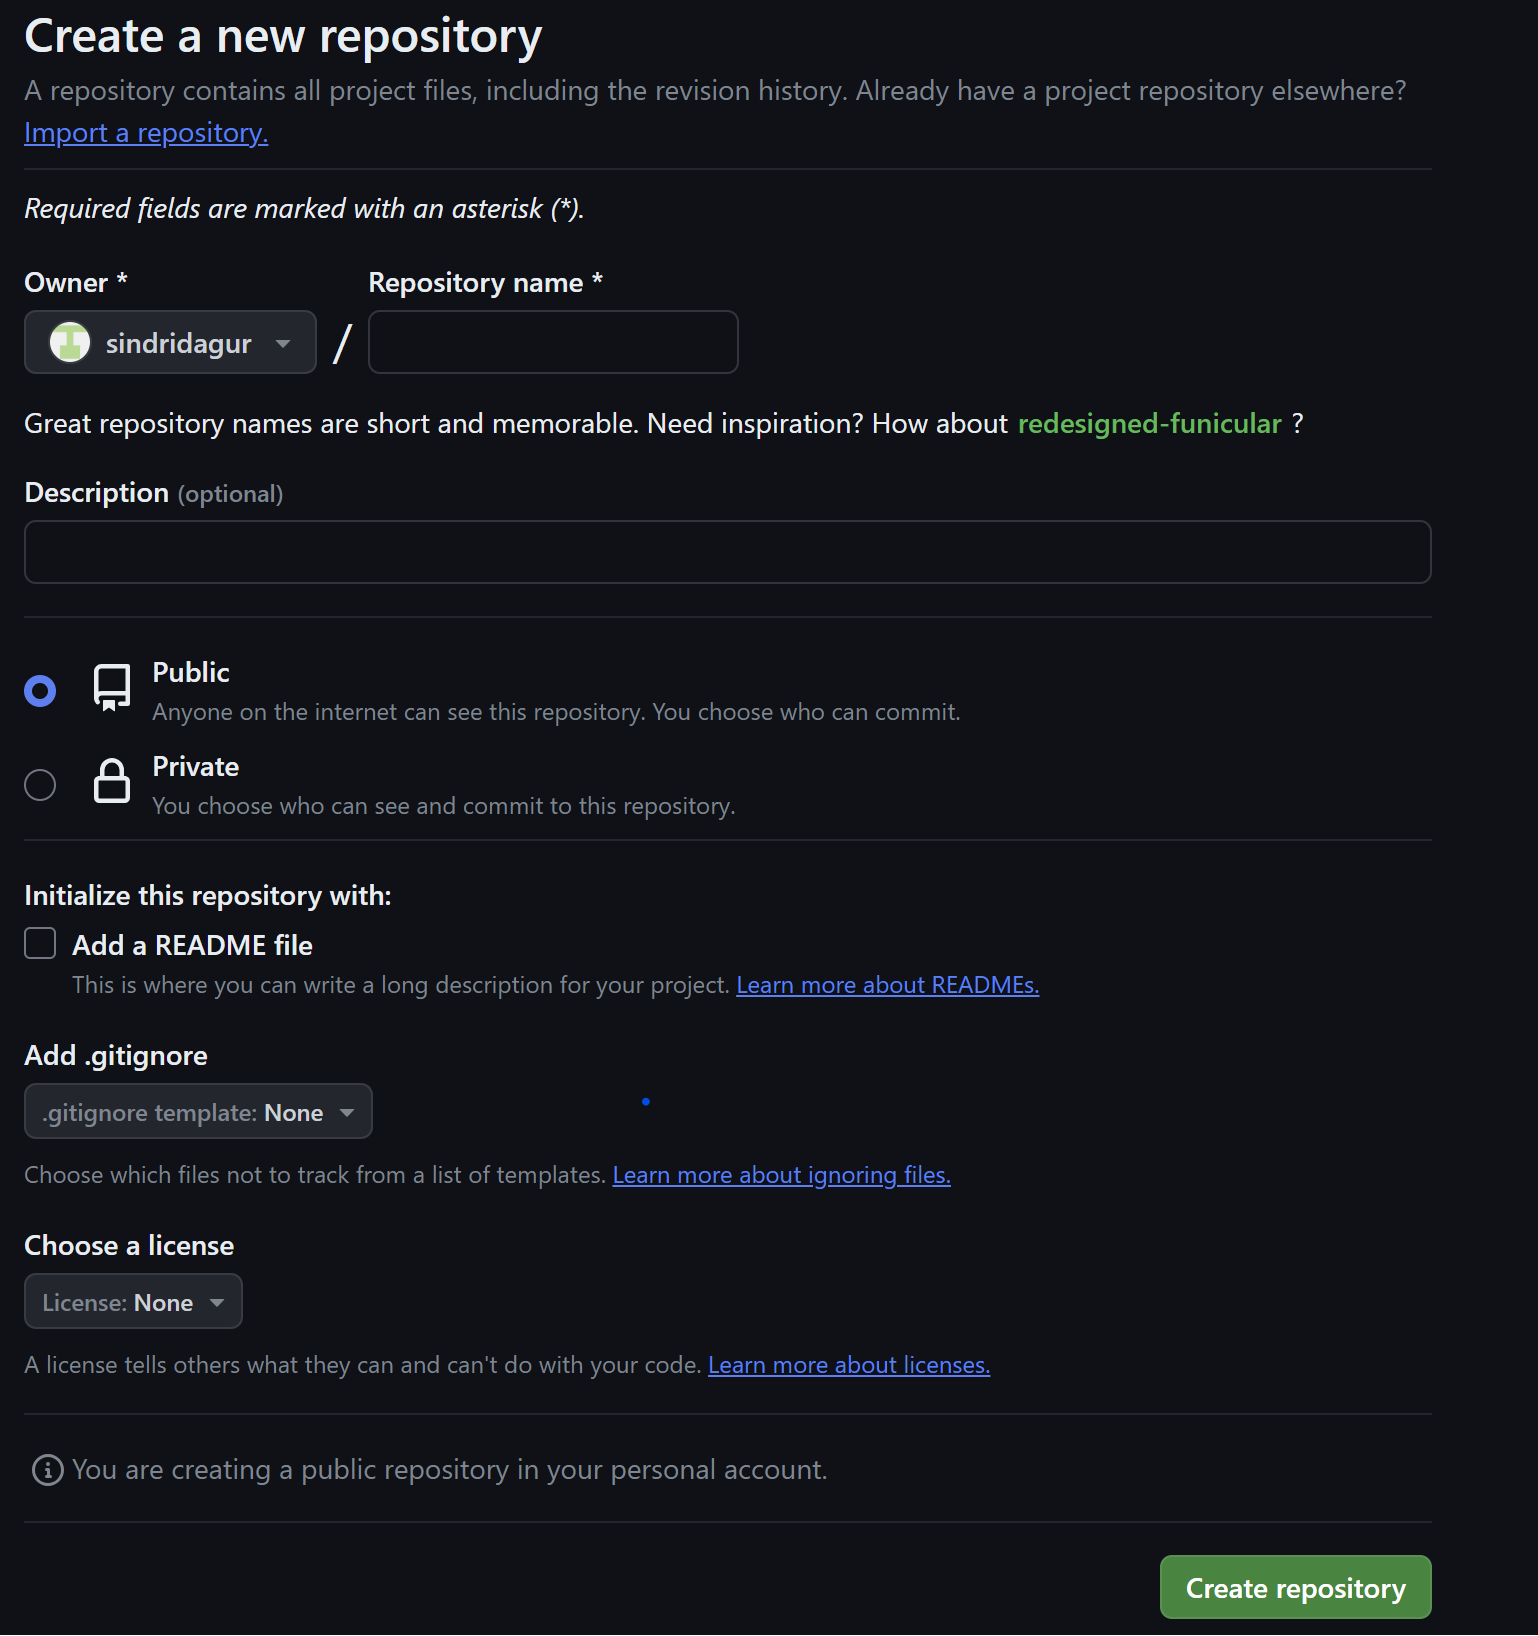 Create a new repository
A repository contains all project files, including the revision history. Already have a project repository elsewhere?
Import a repository.
Required fields are marked with an asterisk (*).
Owner * Repository name *
sindridagur /
Great repository names are short and memorable. Need inspiration? How about redesigned-funicular ?
Description (optional)
Public
Anyone on the internet can see this repository. You choose who can commit.
Private
You choose who can see and commit to this repository.
Initialize this repository with:
Add a README file
This is where you can write a long description for your project. Learn more about READMEs.
Add .gitignore
.gitignore template: None
Choose which files not to track from a list of templates. Learn more about ignoring files.
Choose a license
License: None
A license tells others what they can and can't do with your code. Learn more about licenses.
You are creating a public repository in your personal account.
Create repository